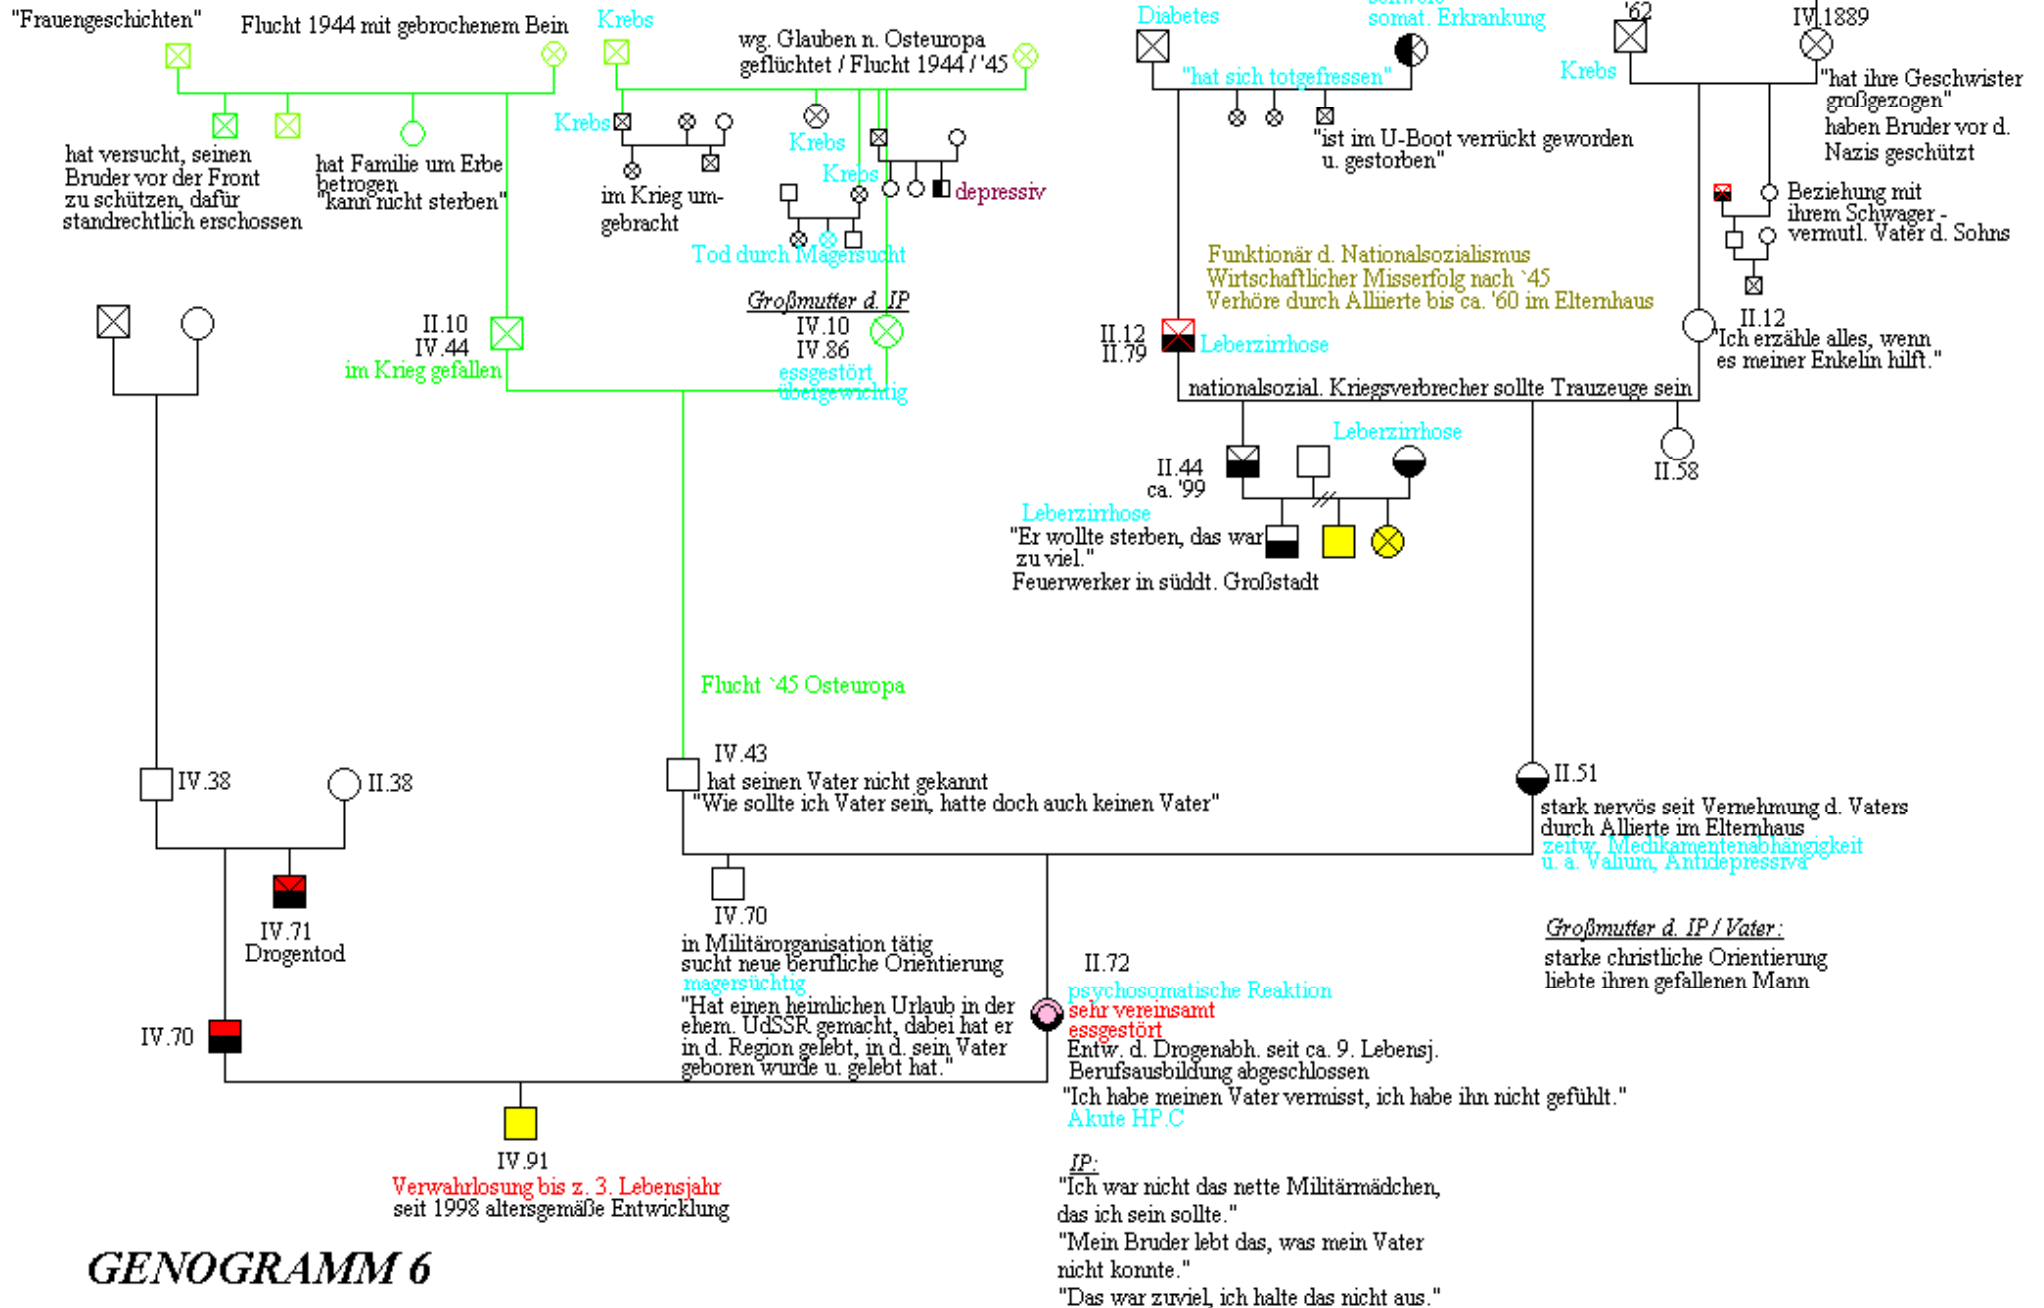 "Frauengeschichten"
Flucht 1944 mit gebrochenem Bein
hat versucht, seinen
Bruder vor der Front
zu schützen, dafür
standrechtlich erschossen
hat Familie um Erbe
betrogen
"kann nicht sterben"
Krebs
wg. Glauben n. Osteuropa
geflüchtet / Flucht 1944 / '45
Krebs
Krebs
Krebs
im Krieg um-
gebracht
depressiv
Tod durch Magersucht
Diabetes
somat. Erkrankung
"hat sich totgefressen"
"ist im U-Boot verrückt geworden
u. gestorben"
'62
Krebs
IV.1889
"hat ihre Geschwister
großgezogen"
haben Bruder vor d.
Nazis geschützt
Beziehung mit
ihrem Schwager -
vermutl. Vater d. Sohns
II.10
IV.44
im Krieg gefallen
Großmutter d. IP
IV.10
IV.86
essgestört
übergewichtig
Funktionär d. Nationalsozialismus
Wirtschaftlicher Misserfolg nach `45
Verhöre durch Alliierte bis ca. '60 im Elternhaus
II.12
II.79
Leberzirrhose
II.12
"Ich erzähle alles, wenn
es meiner Enkelin hilft."
nationalsozial. Kriegsverbrecher sollte Trauzeuge sein
Leberzirrhose
II.44
ca. '99
II.58
Leberzirrhose
"Er wollte sterben, das war
zu viel."
Feuerwerker in süddt. Großstadt
Flucht `45 Osteuropa
IV.38
II.38
IV.43
hat seinen Vater nicht gekannt
"Wie sollte ich Vater sein, hatte doch auch keinen Vater"
II.51
stark nervös seit Vernehmung d. Vaters
durch Allierte im Elternhaus
zeitw. Medikamentenabhängigkeit
u. a. Valium, Antidepressiva
IV.71
Drogentod
IV.70
in Militärorganisation tätig
sucht neue berufliche Orientierung
magersüchtig
"Hat einen heimlichen Urlaub in der
ehem. UdSSR gemacht, dabei hat er
in d. Region gelebt, in d. sein Vater
geboren wurde u. gelebt hat."
Großmutter d. IP / Vater:
starke christliche Orientierung
liebte ihren gefallenen Mann
II.72
psychosomatische Reaktion
sehr vereinsamt
essgestört
Entw. d. Drogenabh. seit ca. 9. Lebensj.
Berufsausbildung abgeschlossen
"Ich habe meinen Vater vermisst, ich habe ihn nicht gefühlt."
Akute HP.C
IV.70
IV.91
Verwahrlosung bis z. 3. Lebensjahr
seit 1998 altersgemäße Entwicklung
IP:
"Ich war nicht das nette Militärmädchen,
das ich sein sollte."
"Mein Bruder lebt das, was mein Vater
nicht konnte."
"Das war zuviel, ich halte das nicht aus."
GENOGRAMM 6